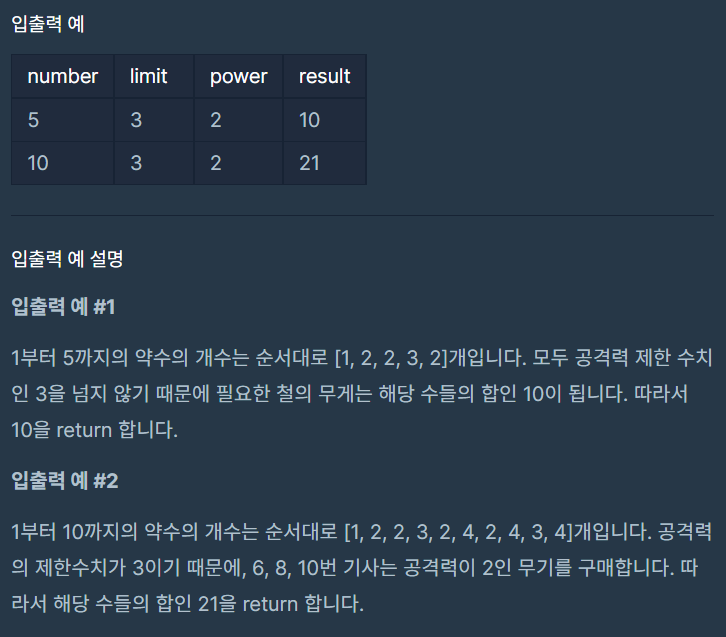 입출력 예
number limit power result
5 3 2 10
10 3 2 21
입출력 예 설명
입출력 예 #1
1부터 5까지의 약수의 개수는 순서대로 [1, 2, 2, 3, 2]개입니다. 모두 공격력 제한 수치
인 3을 넘지 않기 때문에 필요한 철의 무게는 해당 수들의 합인 10이 됩니다. 따라서
10을 return 합니다.
입출력 예 #2
1부터 10까지의 약수의 개수는 순서대로 [1, 2, 2, 3, 2, 4, 2, 4, 3, 4]개입니다. 공격력
의 제한수치가 3이기 때문에, 6, 8, 10번 기사는 공격력이 2인 무기를 구매합니다. 따
라서 해당 수들의 합인 21을 return 합니다.